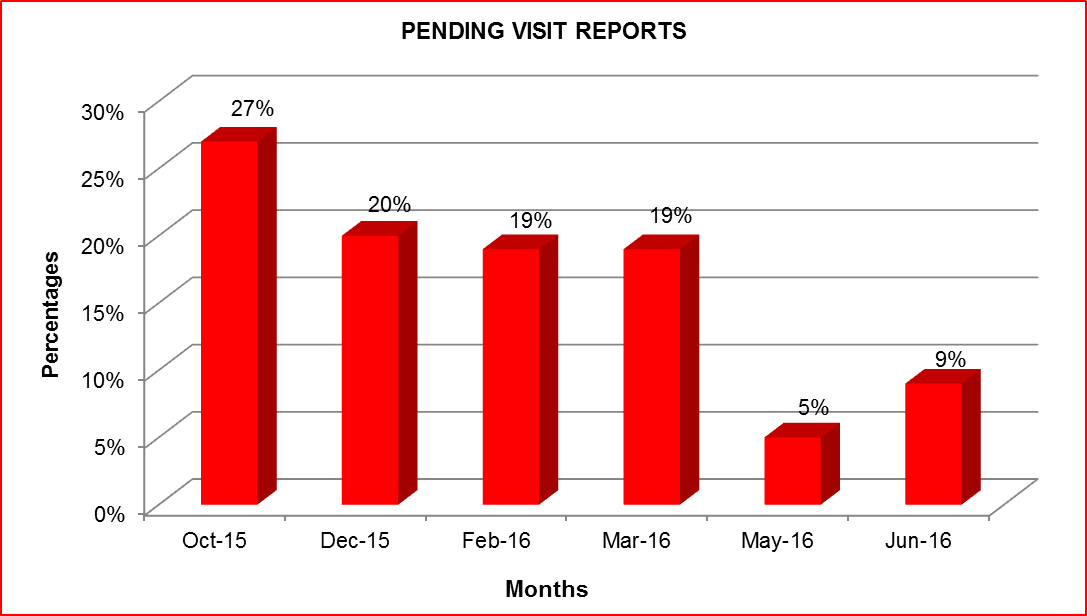 PENDING VISIT REPORTS
30%
25%
20%
15%
10%
5%
0%
Percentages
27%
20%
19%
19%
5%
9%
Oct-15
Dec-15
Feb-16
Mar-16
May-16
Jun-16
Months